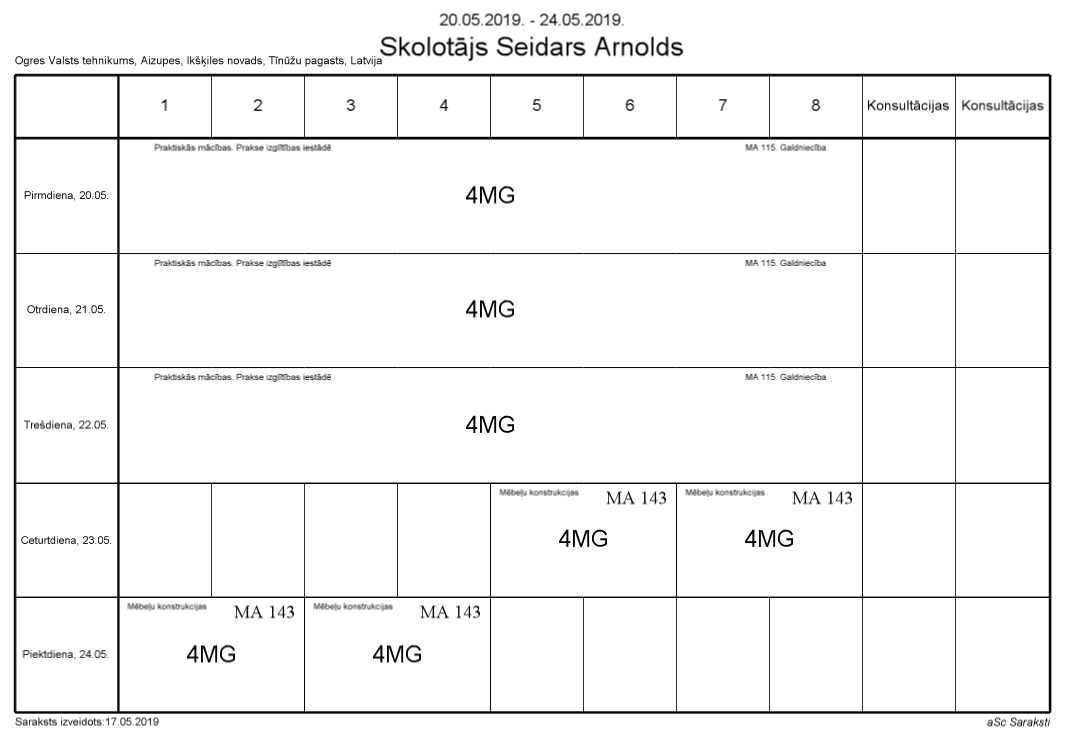 20.05.2019. - 24.05.2019.
Skolotājs Seidars Arnolds
Ogres Valsts tehnikums, Aizupes, Ikšķiles novads, Tīnūžu pagasts, Latvija
1 2 3 4 5 6 7 8 Konsultācijas Konsultācijas
Praktiskās mācības. Prakse izglītības iestādē MA 115. Galdniecība
Pirmdiena, 20.05. 4MG
Praktiskās mācības. Prakse izglītības iestādē MA 115. Galdniecība
Otrdiena, 21.05. 4MG
Praktiskās mācības. Prakse izglītības iestādē MA 115. Galdniecība
Trešdiena, 22.05. 4MG
Mēbeļu konstrukcijas MA 143 Mēbeļu konstrukcijas MA 143
Ceturtdiena, 23.05. 4MG 4MG
Mēbeļu konstrukcijas MA 143 Mēbeļu konstrukcijas MA 143
Piektdiena, 24.05. 4MG 4MG
Saraksts izveidots:17.05.2019 aSc Saraksti